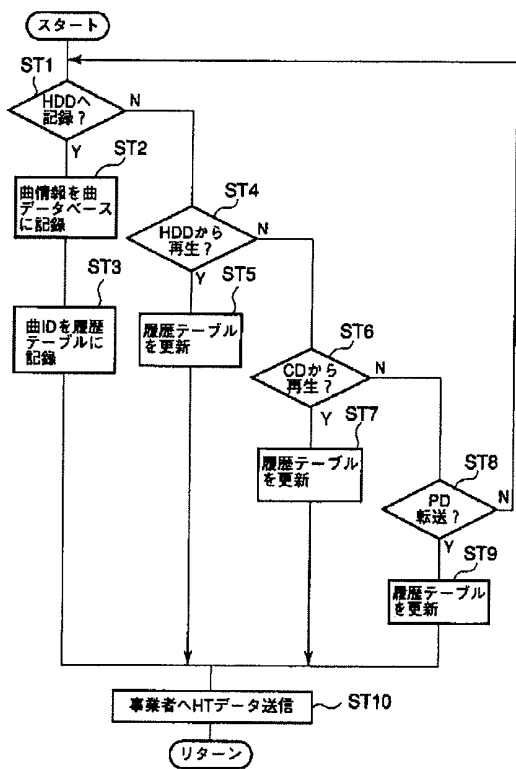 スタート
ST1
HDDへ
記録？
N
Y
ST2
曲情報を曲
データベース
に記録
ST4
HDDから
再生？
N
Y
ST3
曲IDを履歴
テーブルに
記録
ST5
履歴テーブル
を更新
ST6
CDから
再生？
N
Y
ST7
履歴テーブル
を更新
ST8
PD
転送？
N
Y
ST9
履歴テーブル
を更新
事業者へHTデータ送信
ST10
リターン